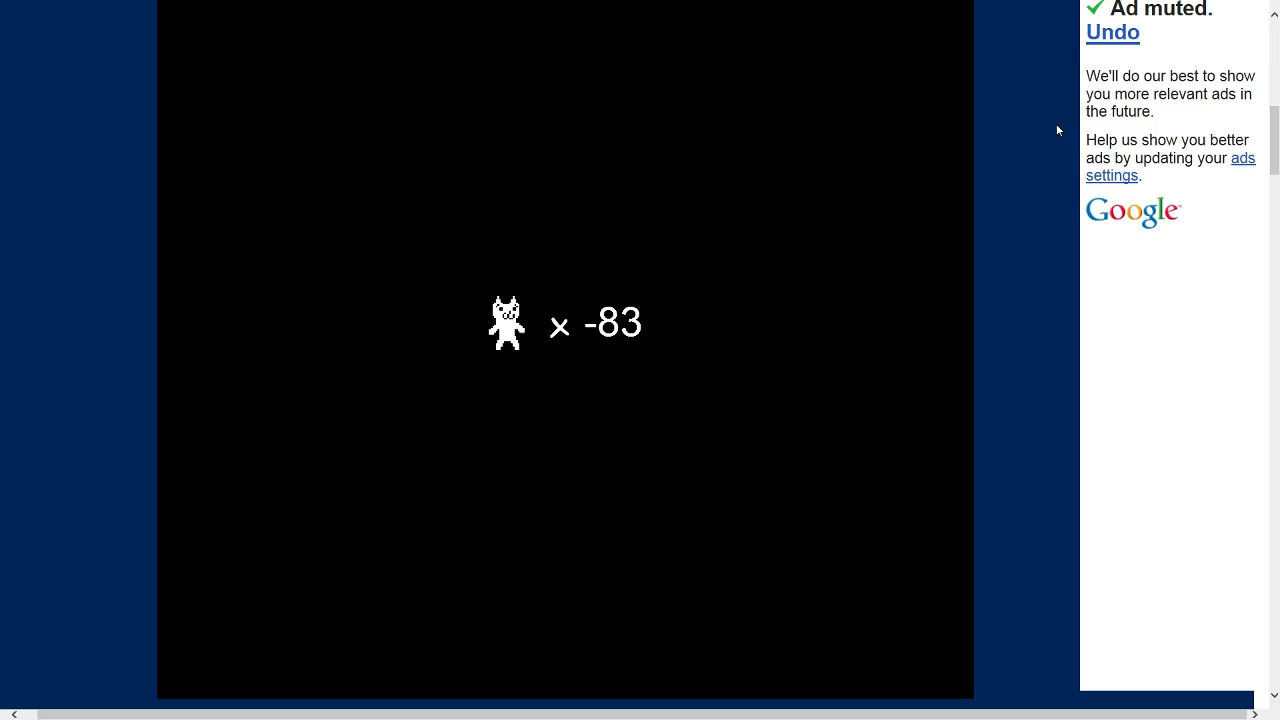 Ad muted.
Undo
We'll do our best to show
you more relevant ads in
the future.
Help us show you better
ads by updating your ads
settings.
Google™
x -83